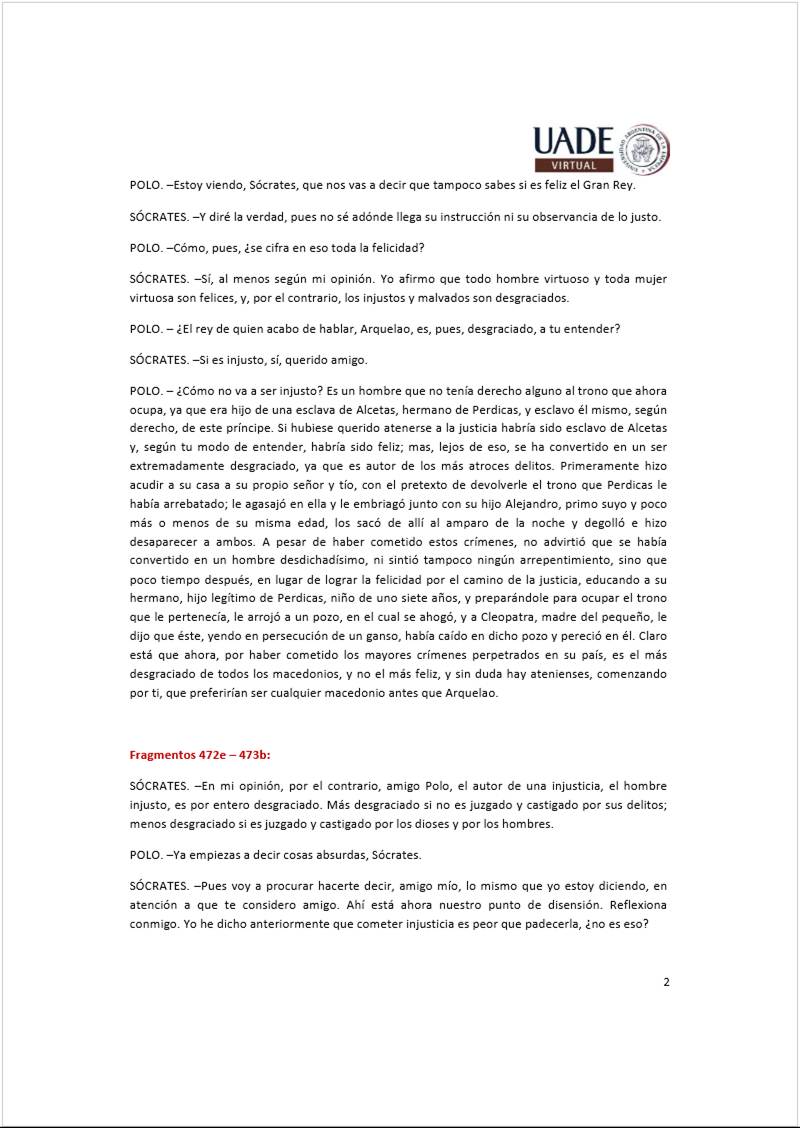 UADE
VIRTUAL
UNIVERSIDAD ARGENTINA DE LA EMPRESA
POLO. –Estoy viendo, Sócrates, que nos vas a decir que tampoco sabes si es feliz el Gran Rey.
SÓCRATES. –Y diré la verdad, pues no sé adónde llega su instrucción ni su observancia de lo justo.
POLO. –Cómo, pues, ¿se cifra en eso toda la felicidad?
SÓCRATES. –Sí, al menos según mi opinión. Yo afirmo que todo hombre virtuoso y toda mujer
virtuosa son felices, y, por el contrario, los injustos y malvados son desgraciados.
POLO. – ¿El rey de quien acabo de hablar, Arquelao, es, pues, desgraciado, a tu entender?
SÓCRATES. –Si es injusto, sí, querido amigo.
POLO. – ¿Cómo no va a ser injusto? Es un hombre que no tenía derecho alguno al trono que ahora
ocupa, ya que era hijo de una esclava de Alcetas, hermano de Perdicas, y esclavo él mismo, según
derecho, de este príncipe. Si hubiese querido atenerse a la justicia habría sido esclavo de Alcetas
y, según tu modo de entender, habría sido feliz; mas, lejos de eso, se ha convertido en un ser
extremadamente desgraciado, ya que es autor de los más atroces delitos. Primeramente hizo
acudir a su casa a su propio señor y tío, con el pretexto de devolverle el trono que Perdicas le
había arrebatado; le agasajó en ella y le embriagó junto con su hijo Alejandro, primo suyo y poco
más o menos de su misma edad, los sacó de allí al amparo de la noche y degolló e hizo
desaparecer a ambos. A pesar de haber cometido estos crímenes, no advirtió que se había
convertido en un hombre desdichadísimo, ni sintió tampoco ningún arrepentimiento, sino que
poco tiempo después, en lugar de lograr la felicidad por el camino de la justicia, educando a su
hermano, hijo legítimo de Perdicas, niño de uno siete años, y preparándole para ocupar el trono
que le pertenecía, le arrojó a un pozo, en el cual se ahogó, y a Cleopatra, madre del pequeño, le
dijo que éste, yendo en persecución de un ganso, había caído en dicho pozo y pereció en él. Claro
está que ahora, por haber cometido los mayores crímenes perpetrados en su país, es el más
desgraciado de todos los macedonios, y no el más feliz, y sin duda hay atenienses, comenzando
por ti, que preferirían ser cualquier macedonio antes que Arquelao.
Fragmentos 472e – 473b:
SÓCRATES. –En mi opinión, por el contrario, amigo Polo, el autor de una injusticia, el hombre
injusto, es por entero desgraciado. Más desgraciado si no es juzgado y castigado por sus delitos;
menos desgraciado si es juzgado y castigado por los dioses y por los hombres.
POLO. –Ya empiezas a decir cosas absurdas, Sócrates.
SÓCRATES. –Pues voy a procurar hacerte decir, amigo mío, lo mismo que yo estoy diciendo, en
atención a que te considero amigo. Ahí está ahora nuestro punto de disensión. Reflexiona
conmigo. Yo he dicho anteriormente que cometer injusticia es peor que padecerla, ¿no es eso?
2